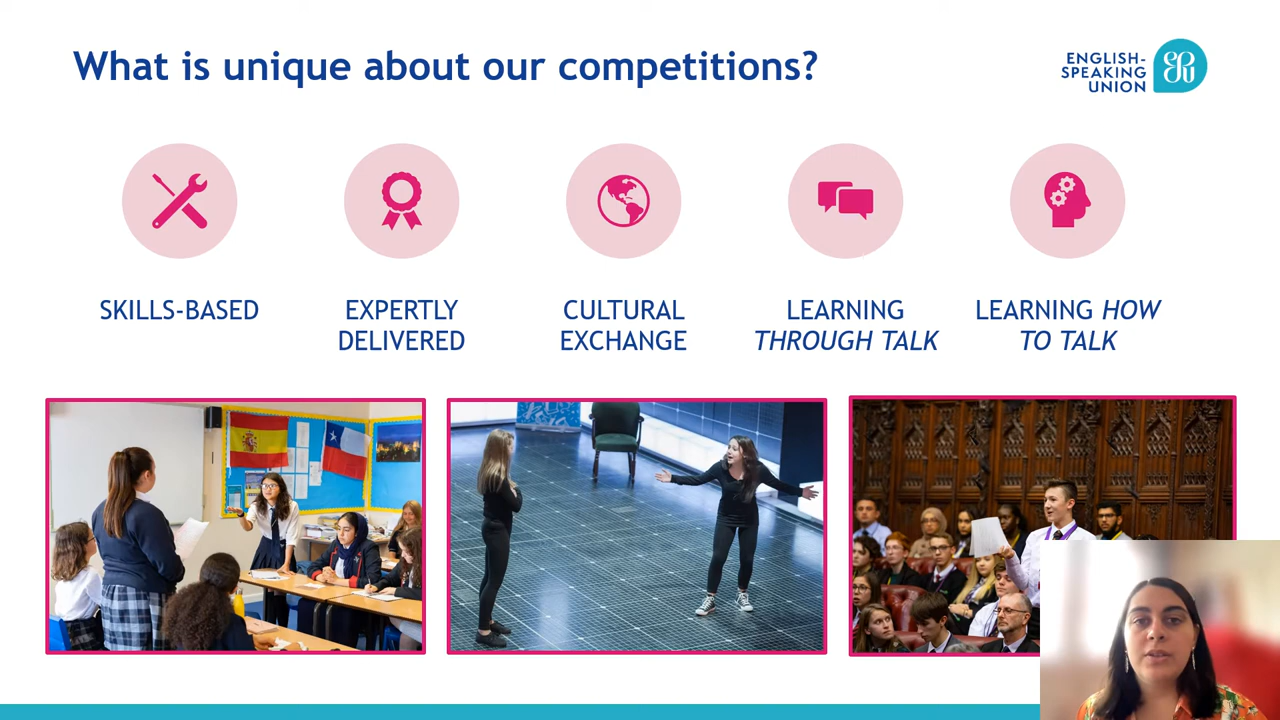 What is unique about our competitions?
ENGLISH-
SPEAKING
UNION
SKILLS-BASED
EXPERTLY
DELIVERED
CULTURAL
EXCHANGE
LEARNING
THROUGH TALK
LEARNING HOW
TO TALK